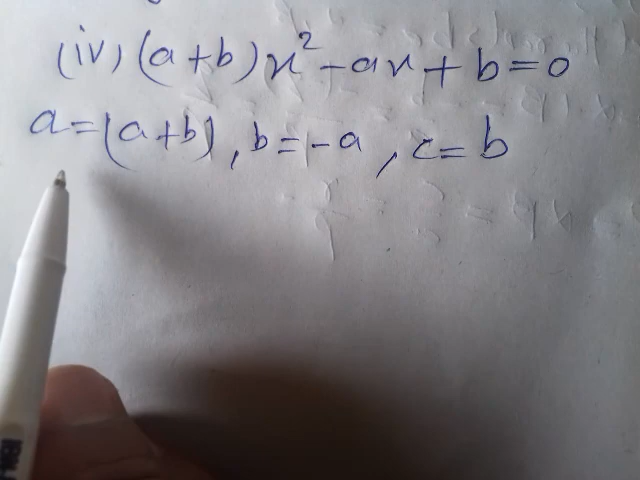 (iv) (a+b)x² - ax + b = 0
a = (a+b), b = -a, c = b